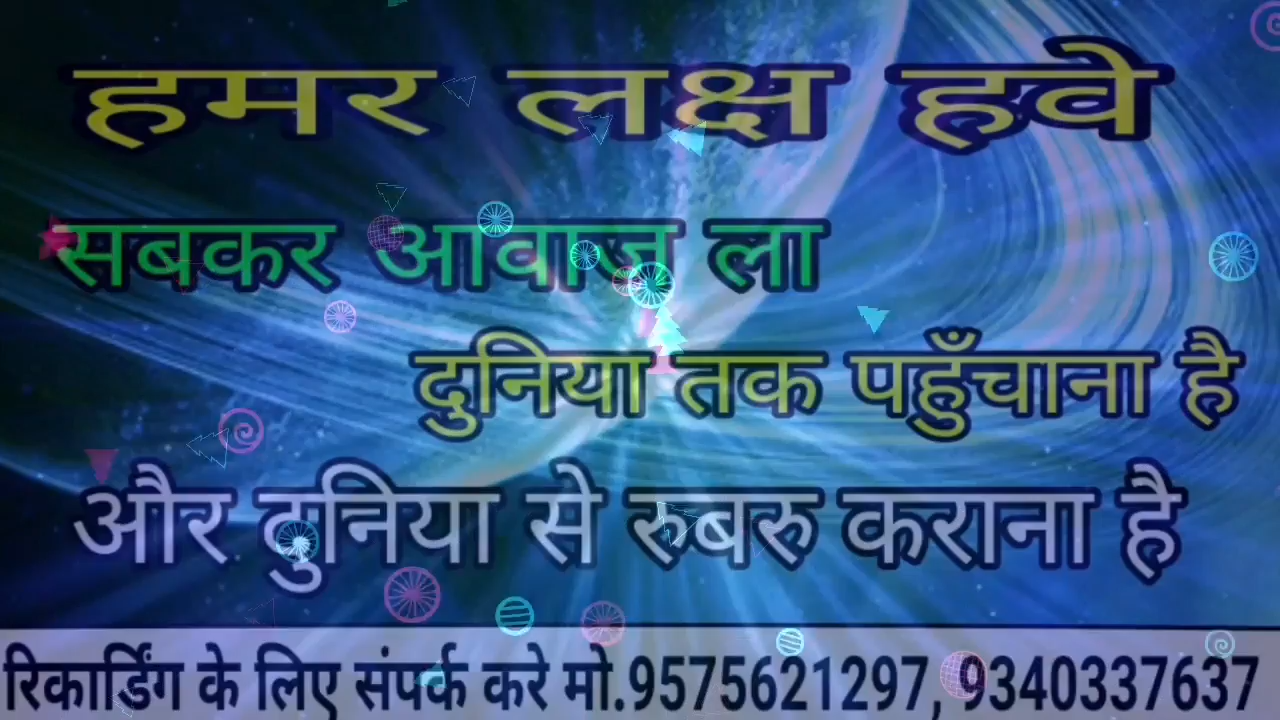 हमर लक्ष हवे
सबकर आवाज ला
दुनिया तक पहुँचाना है
और दुनिया से रुबरु कराना है
रिकार्डिंग के लिए संपर्क करे मो.9575621297, 9340337637